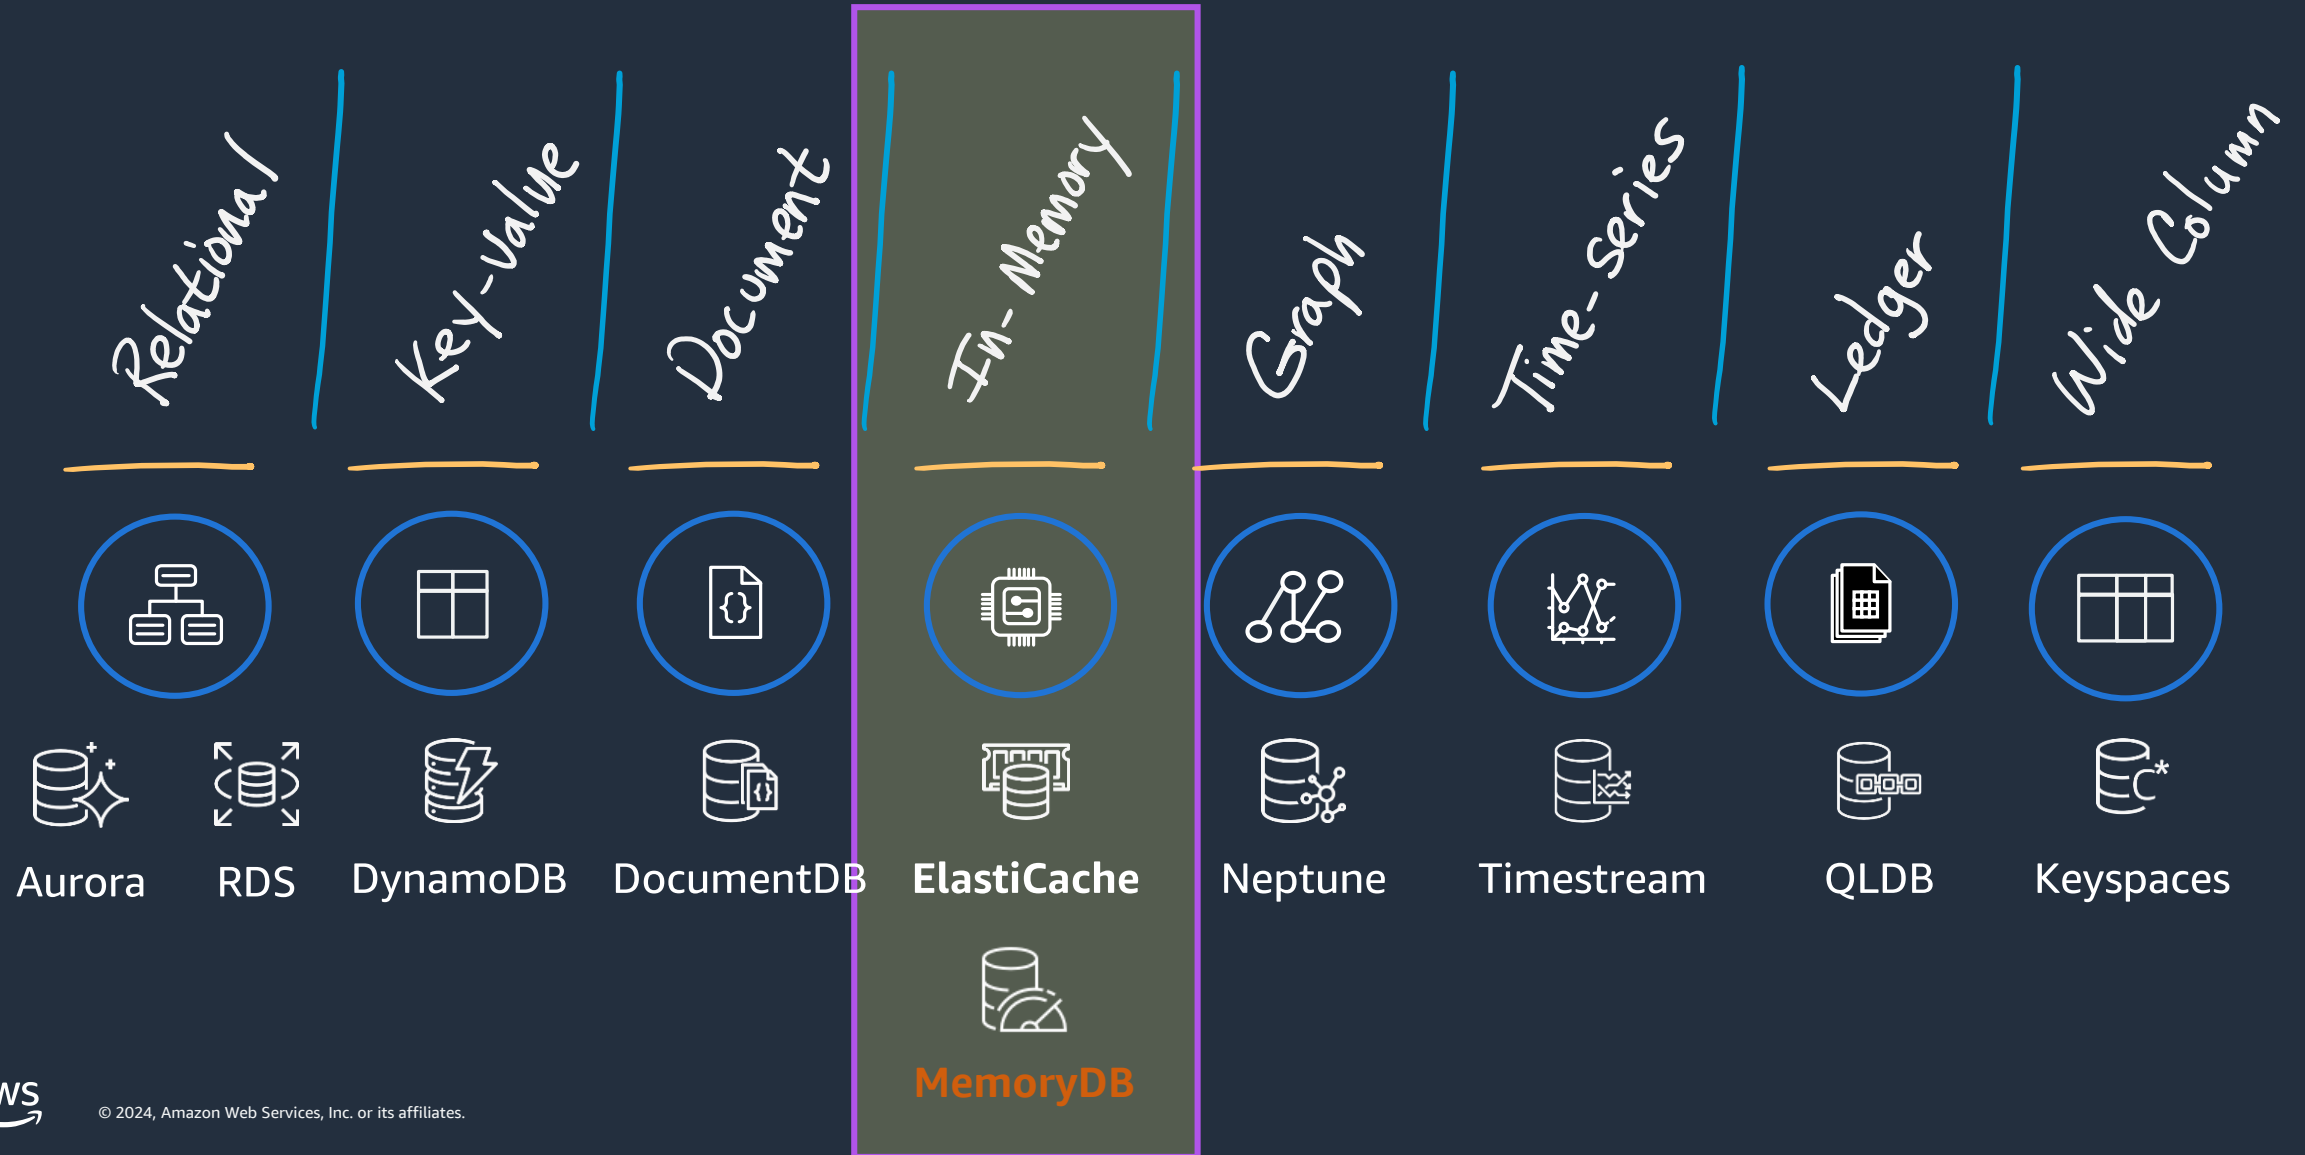 Relational
Key-Value
Document
In-Memory
Graph
Time-Series
Ledger
Wide Column
{}
{}
C*
Aurora
RDS
DynamoDB
DocumentDB
ElastiCache
Neptune
Timestream
QLDB
Keyspaces
MemoryDB
ws
© 2024, Amazon Web Services, Inc. or its affiliates.